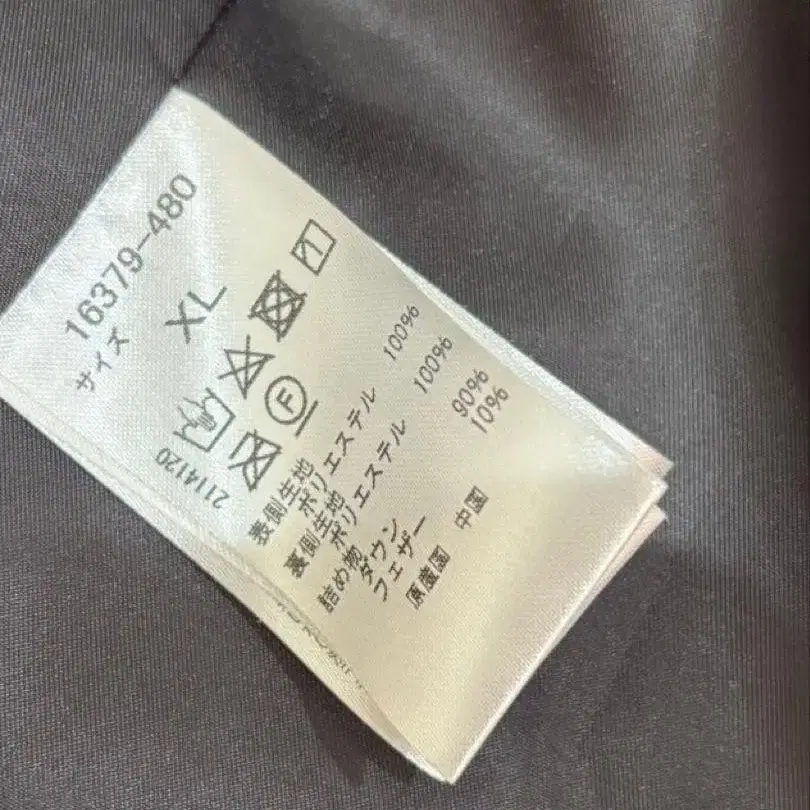 16379-480
サイズ
XL
F
2114120
表側生地
ポリエステル 100%
裏側生地
ポリエステル 100%
詰め物
ダウン 90%
フェザー 10%
原産国 中国